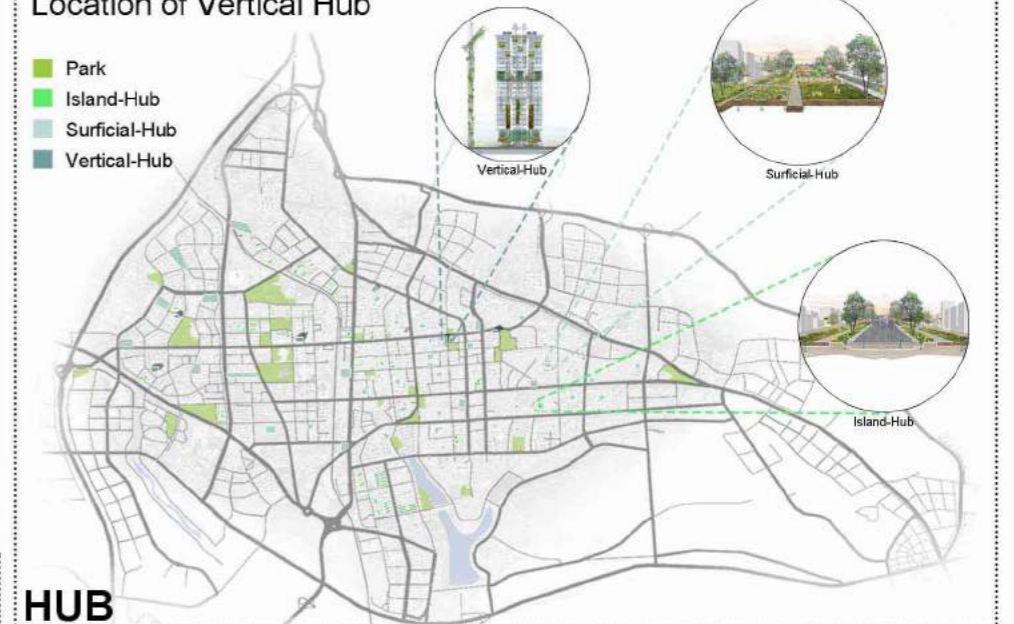 Location of Vertical Hub
Park
Island-Hub
Surficial-Hub
Vertical-Hub
Vertical-Hub
Surficial-Hub
Island-Hub
HUB